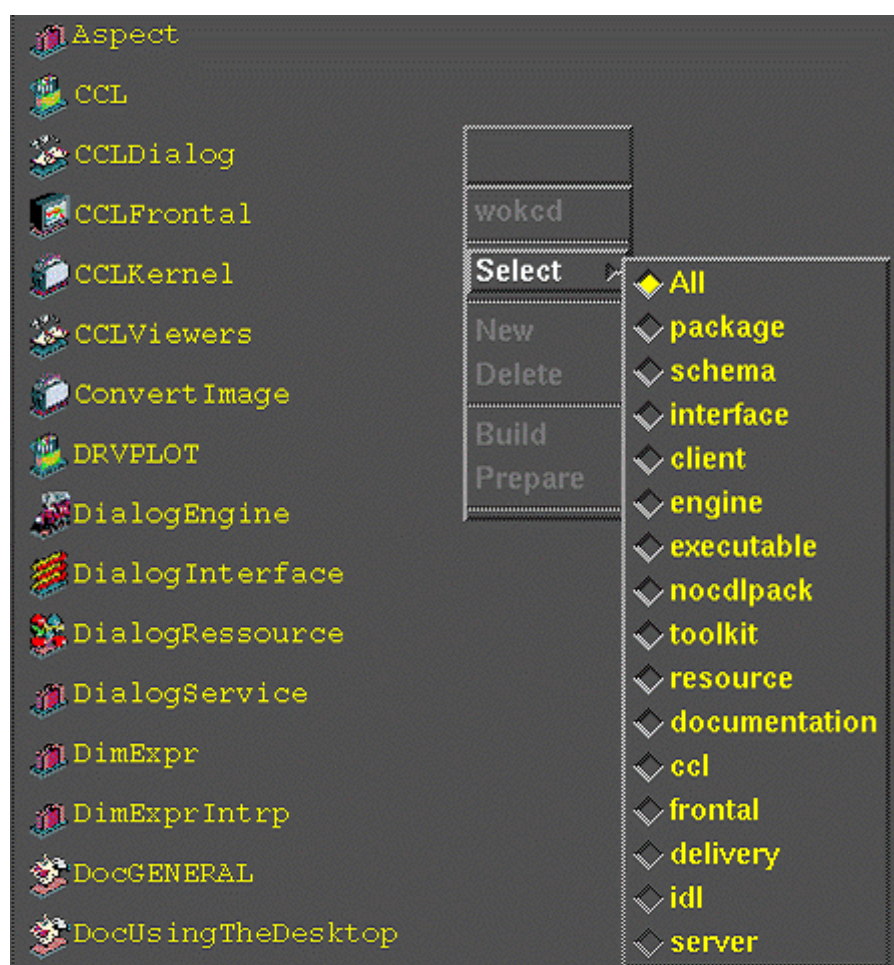 Aspect
CCL
CCLDialog
CCLFrontal
CCLKernel
CCLViewers
ConvertImage
DRVPLOT
DialogEngine
DialogInterface
DialogRessource
DialogService
DimExpr
DimExprIntrp
DocGENERAL
DocUsingTheDesktop
wokcd
Select
New
Delete
Build
Prepare
All
package
schema
interface
client
engine
executable
nocdlpack
toolkit
resource
documentation
ccl
frontal
delivery
idl
server